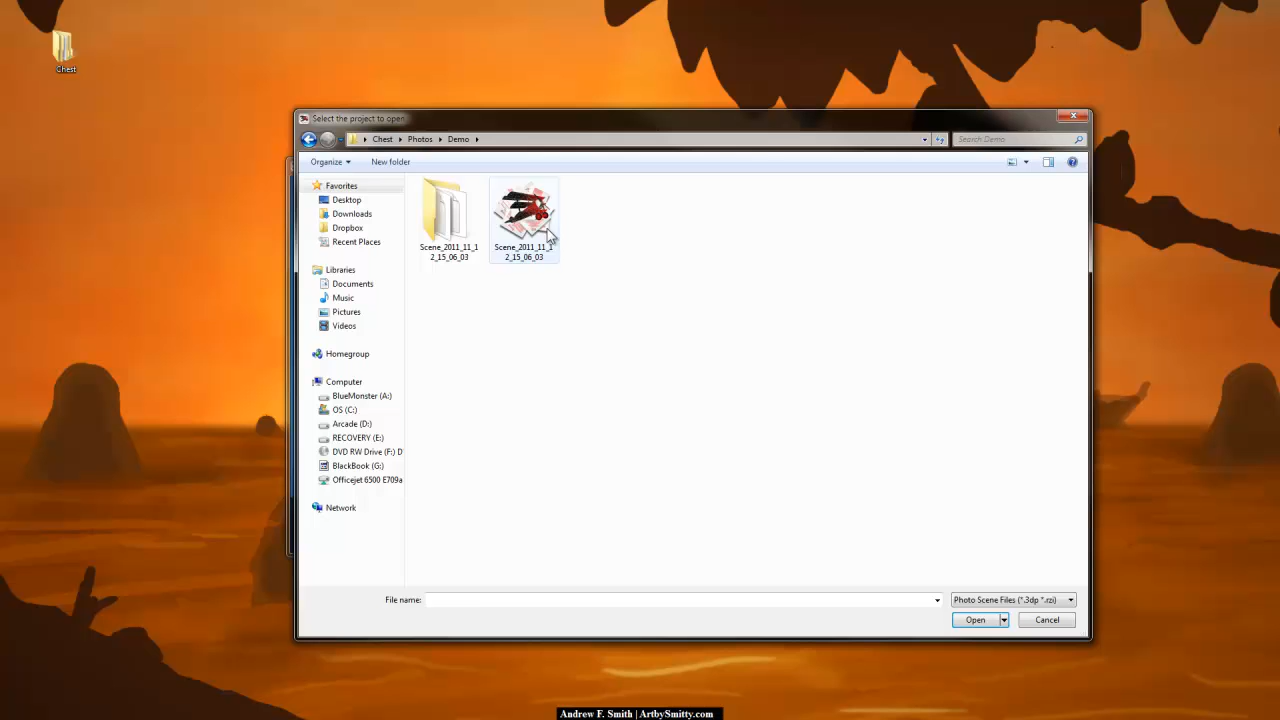 Chest
Select the project to open
Chest
Photos
Demo
Search Demo
Organize
New folder
Favorites
Desktop
Downloads
Dropbox
Recent Places
Libraries
Documents
Music
Pictures
Videos
Homegroup
Computer
BlueMonster (A:)
OS (C:)
Arcade (D:)
RECOVERY (E:)
DVD RW Drive (F:) D
BlackBook (G:)
Officejet 6500 E709a
Network
Scene_2011_11_1
2_15_06_03
Scene_2011_11_1
2_15_06_03
File name:
Photo Scene Files (*.3dp *.rzi)
Open
Cancel
Andrew F. Smith | ArtbySmitty.com